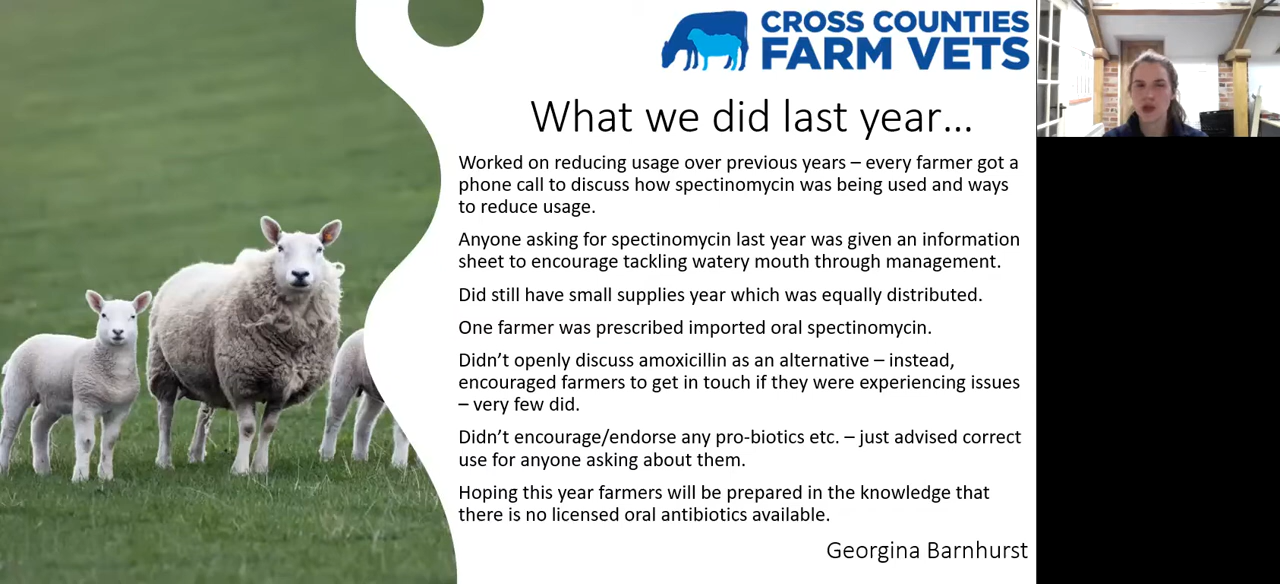 CROSS COUNTIES
FARM VETS
What we did last year...
Worked on reducing usage over previous years – every farmer got a
phone call to discuss how spectinomycin was being used and ways
to reduce usage.
Anyone asking for spectinomycin last year was given an information
sheet to encourage tackling watery mouth through management.
Did still have small supplies year which was equally distributed.
One farmer was prescribed imported oral spectinomycin.
Didn't openly discuss amoxicillin as an alternative – instead,
encouraged farmers to get in touch if they were experiencing issues
– very few did.
Didn't encourage/endorse any pro-biotics etc. – just advised correct
use for anyone asking about them.
Hoping this year farmers will be prepared in the knowledge that
there is no licensed oral antibiotics available.
Georgina Barnhurst